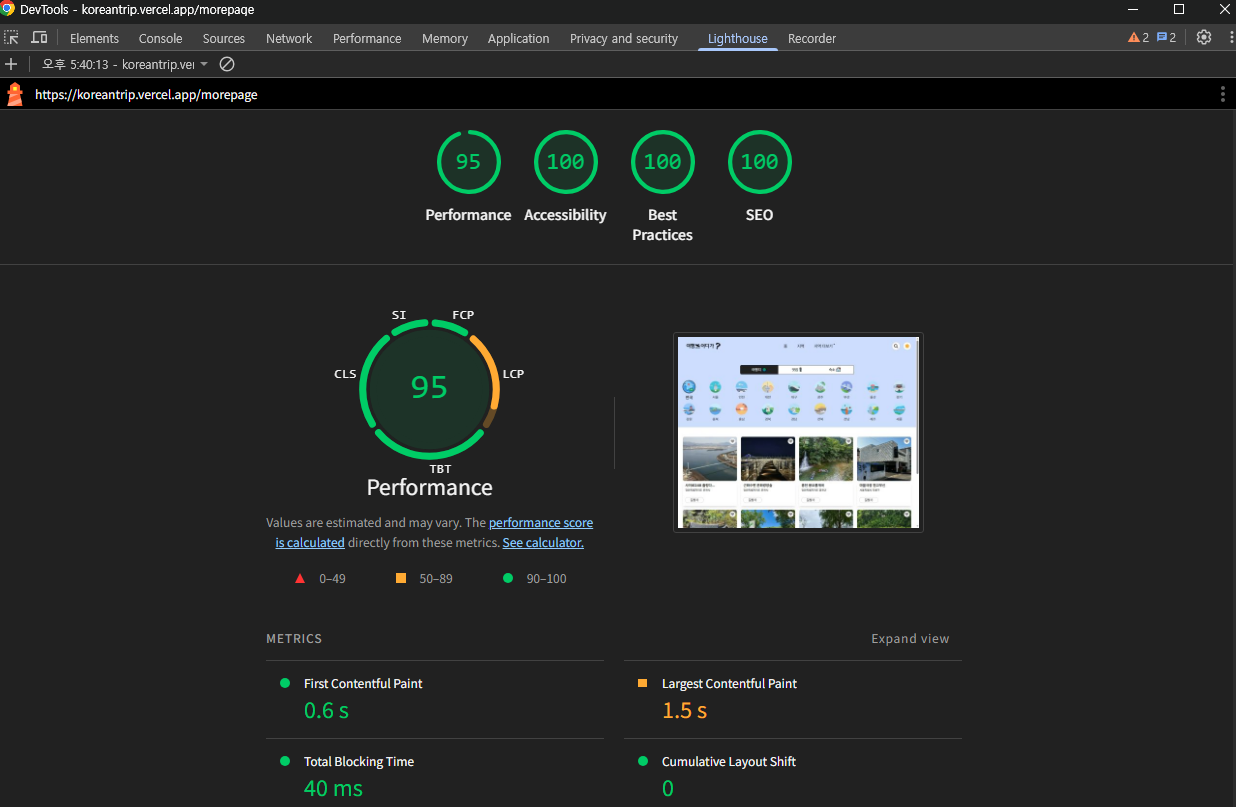 DevTools - koreantrip.vercel.app/morepage
Elements Console Sources Network Performance Memory Application Privacy and security Lighthouse Recorder 2 2
오후 5:40:13 - koreantrip.ver
https://koreantrip.vercel.app/morepage
95 100 100 100
Performance Accessibility Best Practices SEO
SI FCP
CLS LCP
95
TBT
Performance
Values are estimated and may vary. The performance score
is calculated directly from these metrics. See calculator.
0–49 50–89 90–100
METRICS Expand view
First Contentful Paint Largest Contentful Paint
0.6 s 1.5 s
Total Blocking Time Cumulative Layout Shift
40 ms 0